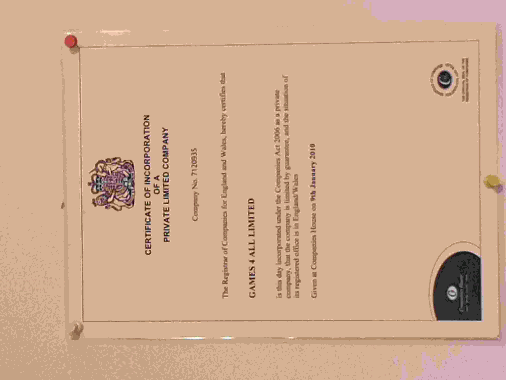 CERTIFICATE OF INCORPORATION
OF A
PRIVATE LIMITED COMPANY
Company No. 7120935
The Registrar of Companies for England and Wales, hereby certifies that
GAMES 4 ALL LIMITED
is this day incorporated under the Companies Act 2006 as a private
company, that the company is limited by guarantee, and the situation of
its registered office is in England/Wales
Given at Companies House on 9th January 2010